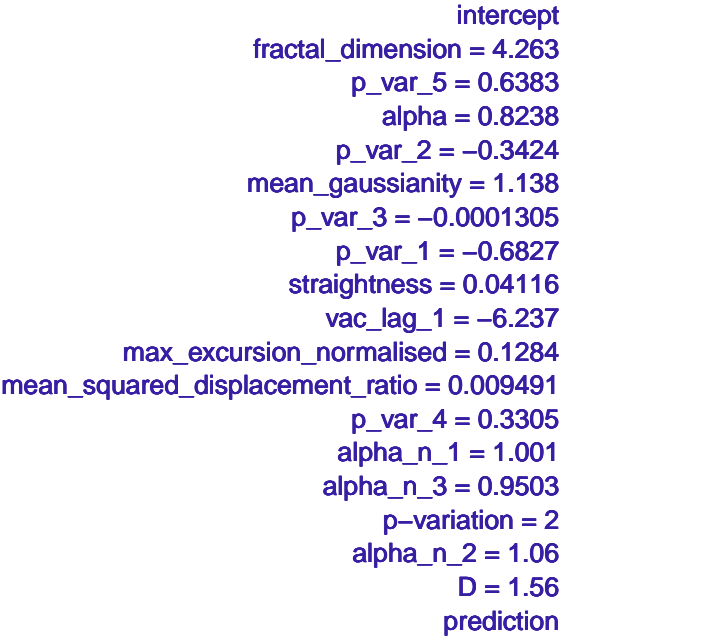 intercept
fractal_dimension = 4.263
p_var_5 = 0.6383
alpha = 0.8238
p_var_2 = −0.3424
mean_gaussianity = 1.138
p_var_3 = −0.0001305
p_var_1 = −0.6827
straightness = 0.04116
vac_lag_1 = −6.237
max_excursion_normalised = 0.1284
mean_squared_displacement_ratio = 0.009491
p_var_4 = 0.3305
alpha_n_1 = 1.001
alpha_n_3 = 0.9503
p−variation = 2
alpha_n_2 = 1.06
D = 1.56
prediction